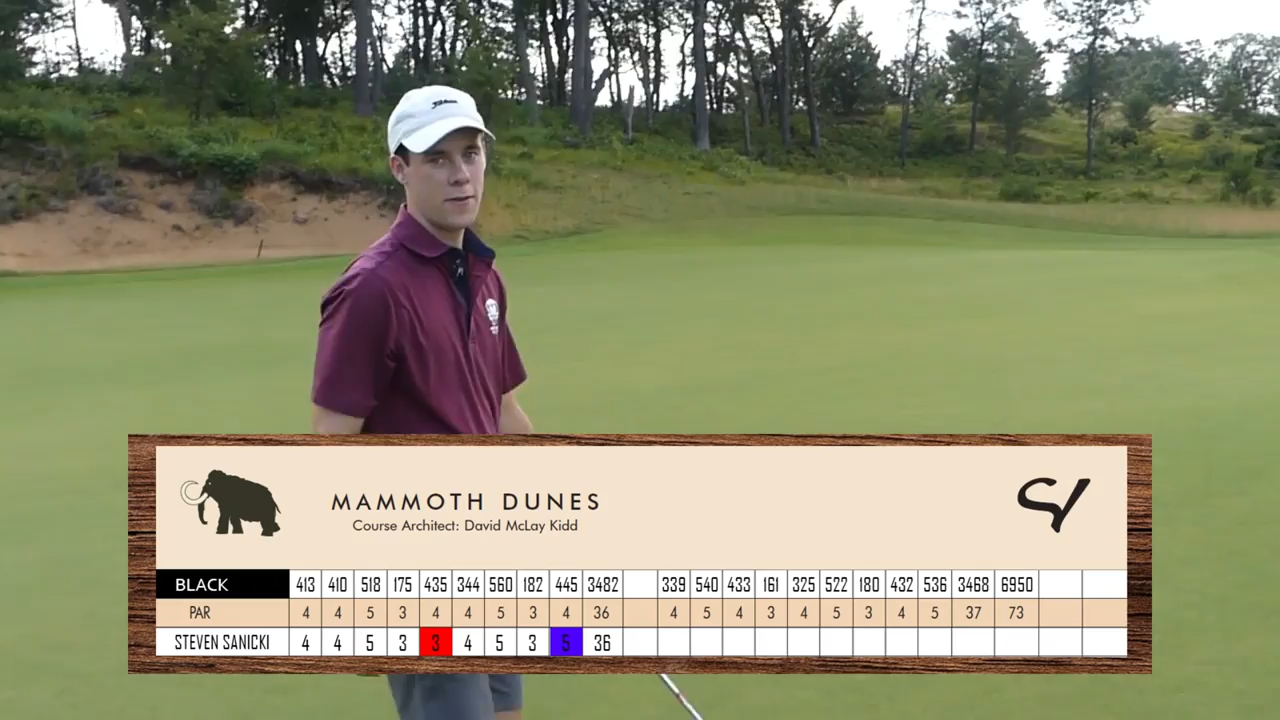 MAMMOTH DUNES
Course Architect: David McLay Kidd
BLACK 413 410 518 175 435 344 560 182 445 3482 339 540 433 161 325 522 180 432 536 3468 6950
PAR 4 4 5 3 4 4 5 3 4 36 4 5 4 3 4 5 3 4 5 37 73
STEVEN SANICKI 4 4 5 3 3 4 5 3 5 36